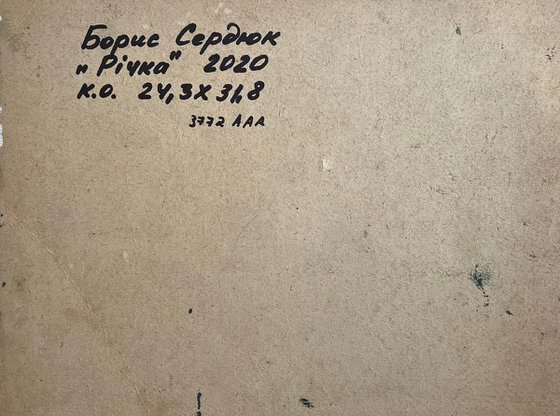 Борис Сердюк
„Річка" 2020
к.о. 24,3х31,8
3772 ААА